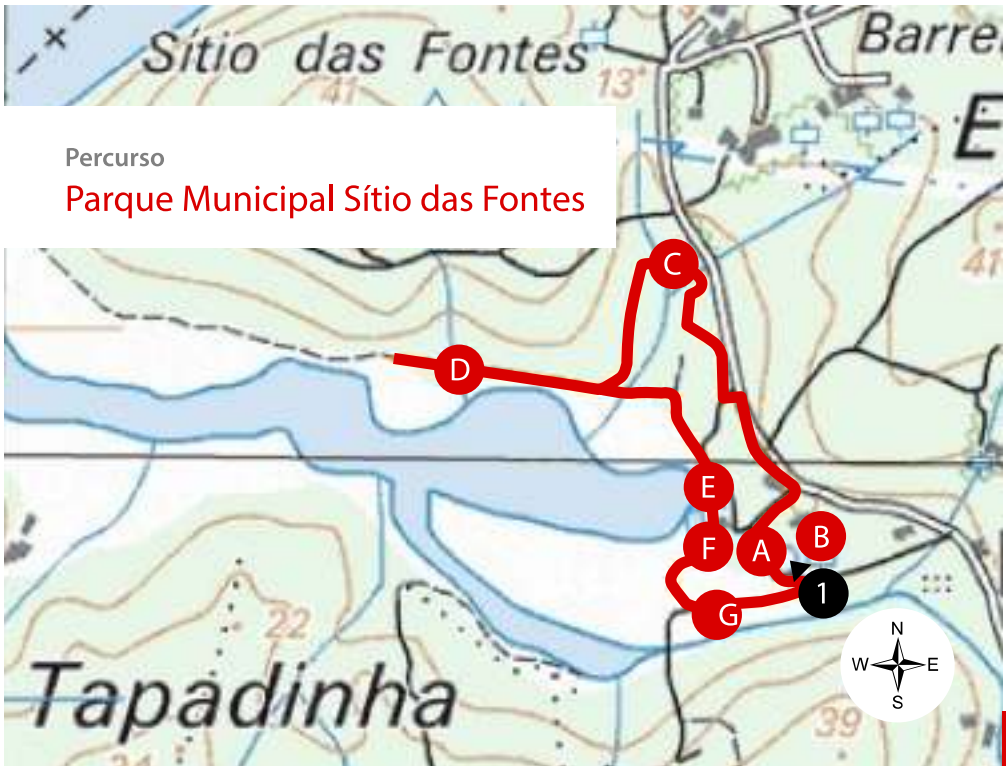 Sítio das Fontes
Barre
13
41
E
Percurso
Parque Municipal Sítio das Fontes
C
41
D
E
B
F
A
1
G
22
N
W E
S
Tapadinha
39